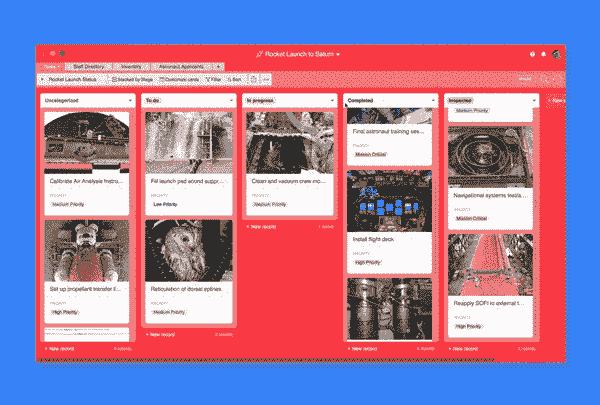 Rocket Launch to Saturn
Staff Directory
Inventory
Astronaut Applicants
Rocket Launch Status
Stacked by Stage
Customize cards
Filter
Sort
Uncategorized
Calibrate Air Analysis Instru...
PRIORITY
Medium Priority
Set up propellant transfer l...
PRIORITY
High Priority
+ New record
To do
Fill launch pad sound suppr...
PRIORITY
Low Priority
Reticulation of dorsal splines
PRIORITY
Medium Priority
+ New record
In progress
Clean and vacuum crew mo...
PRIORITY
Medium Priority
+ New record
Completed
Final astronaut training ses...
PRIORITY
Mission Critical
Install flight deck
PRIORITY
High Priority
+ New record
Inspected
Medium Priority
Navigational systems testa...
PRIORITY
Mission Critical
Reapply SOFI to external t...
PRIORITY
High Priority
+ New record